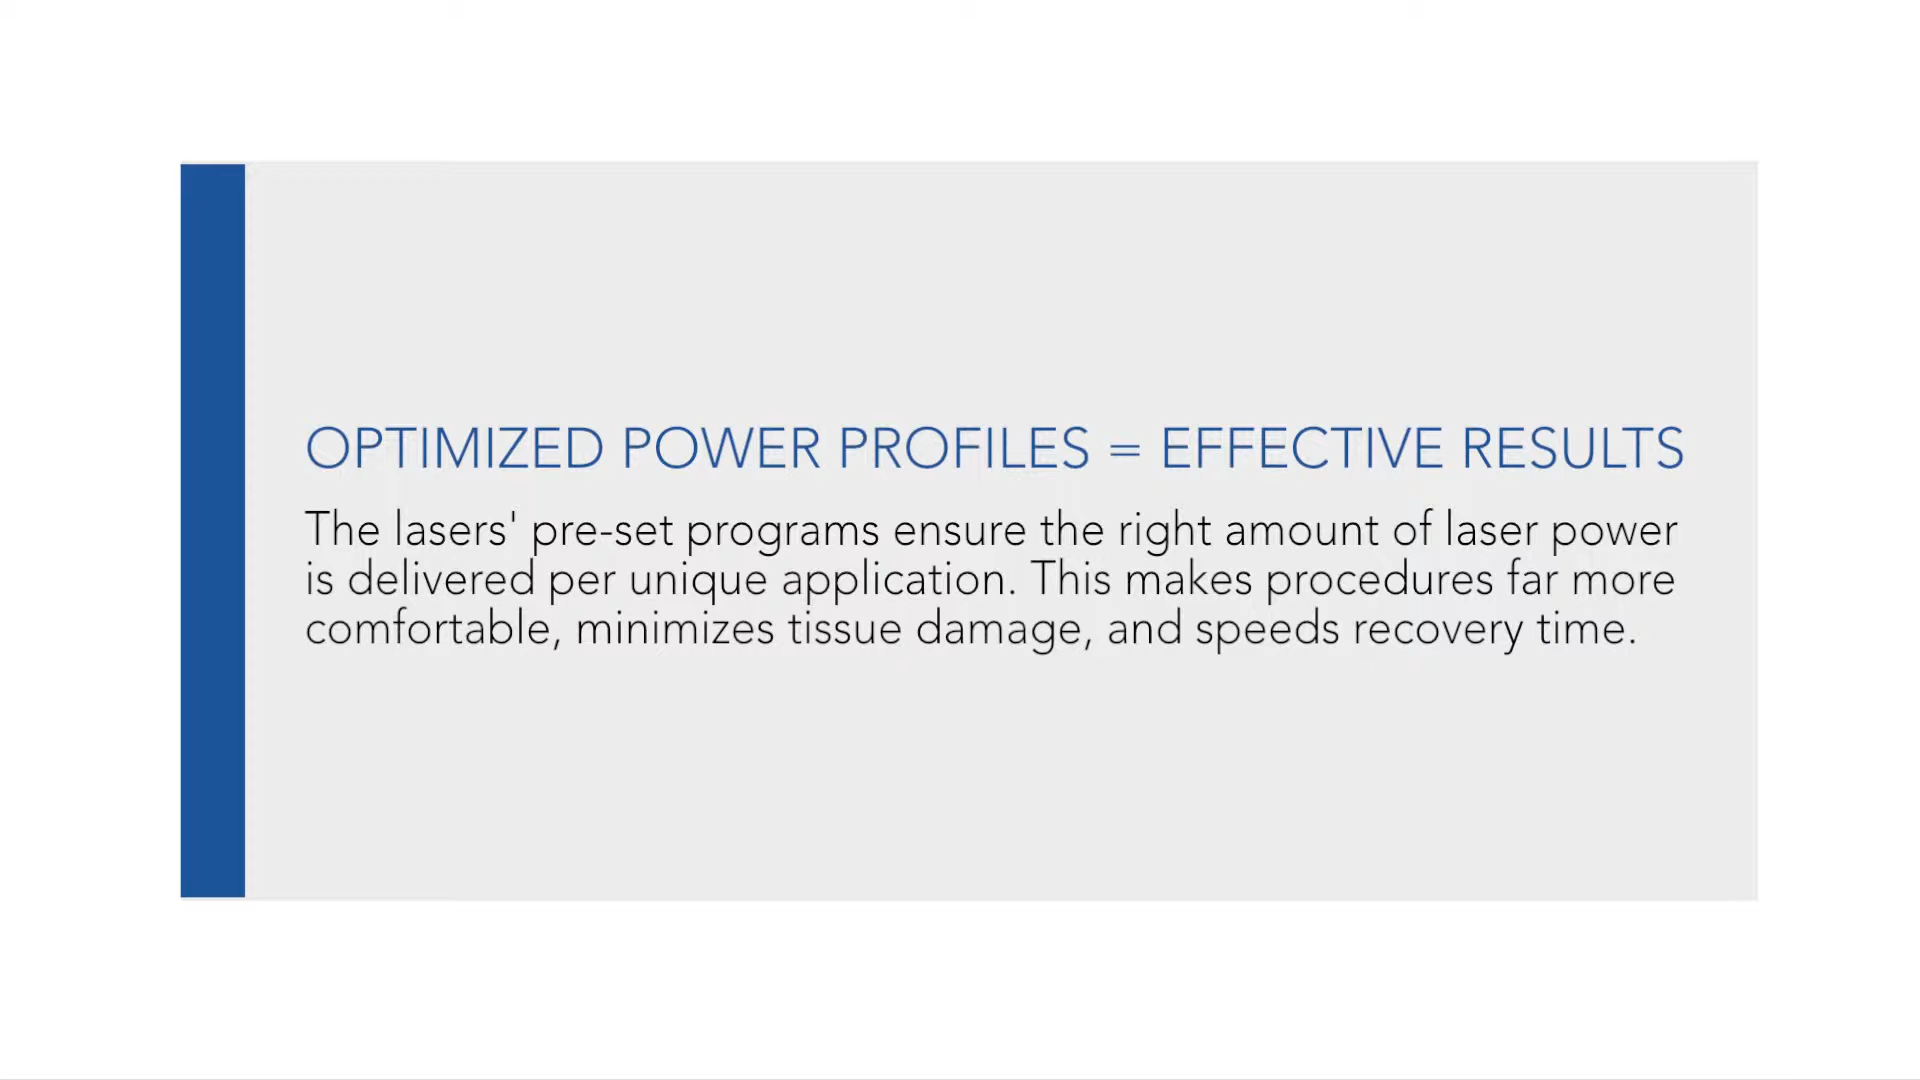 OPTIMIZED POWER PROFILES = EFFECTIVE RESULTS
The lasers' pre-set programs ensure the right amount of laser power
is delivered per unique application. This makes procedures far more
comfortable, minimizes tissue damage, and speeds recovery time.